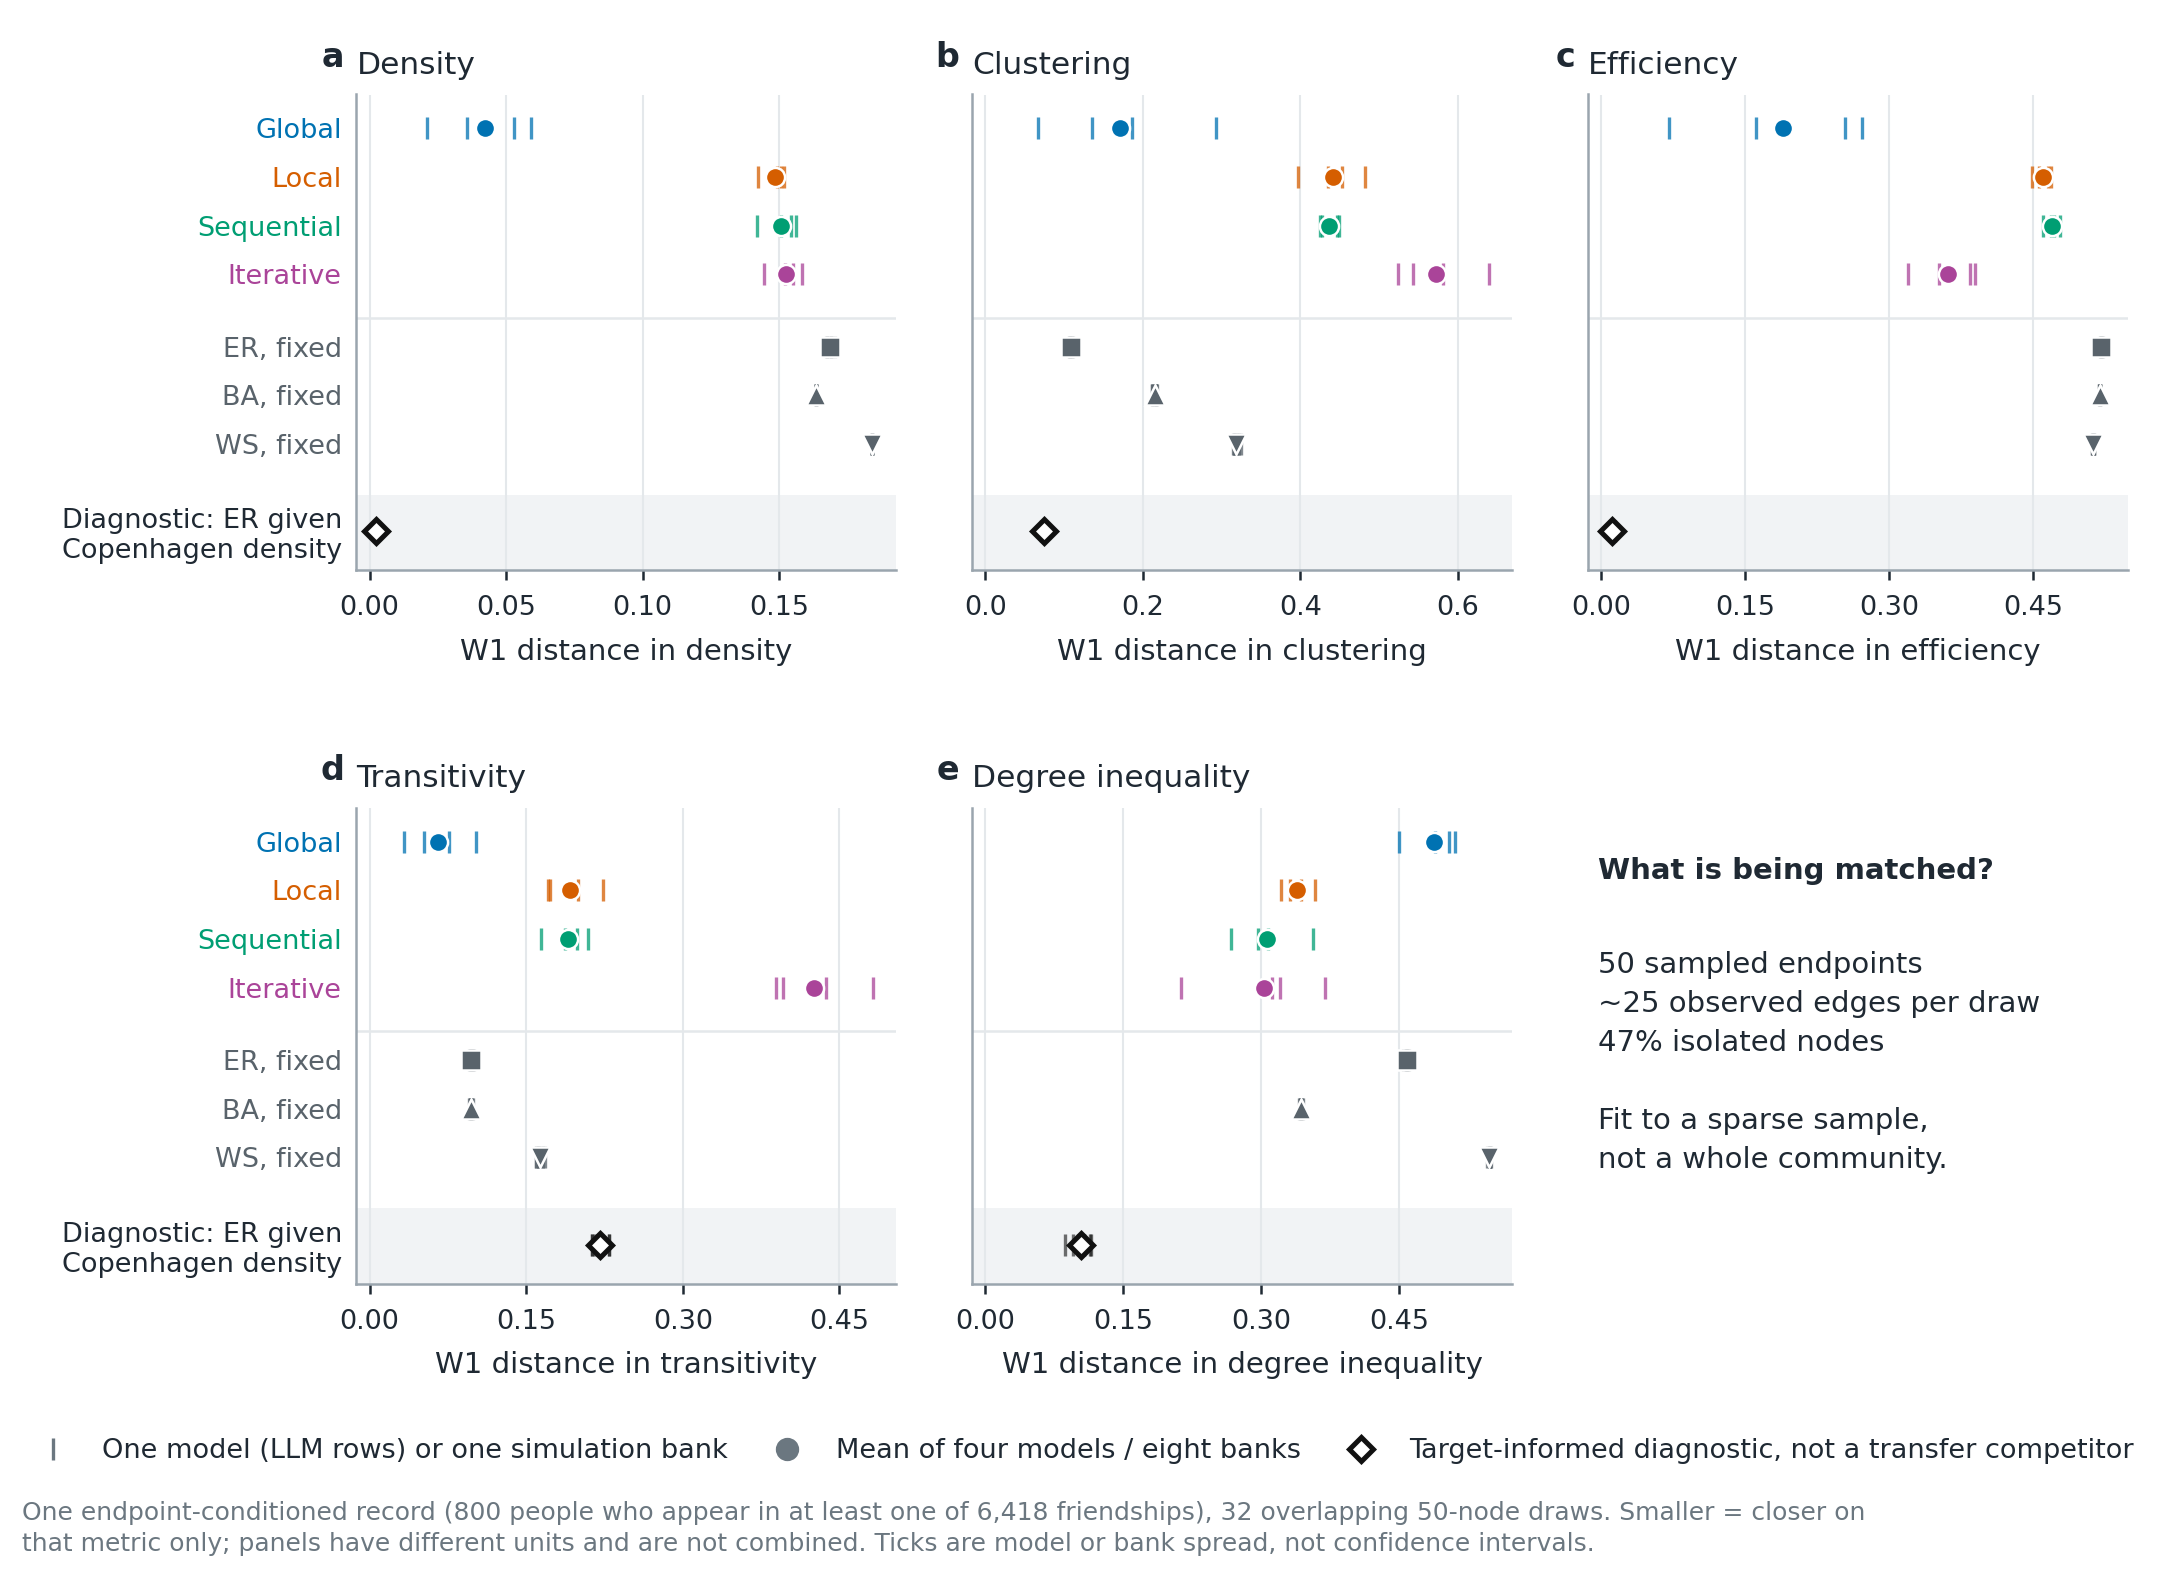 a Density
b Clustering
c Efficiency
Global
Local
Sequential
Iterative
ER, fixed
BA, fixed
WS, fixed
Diagnostic: ER given
Copenhagen density
0.00 0.05 0.10 0.15
0.0 0.2 0.4 0.6
0.00 0.15 0.30 0.45
W1 distance in density
W1 distance in clustering
W1 distance in efficiency
d Transitivity
e Degree inequality
Global
Local
Sequential
Iterative
ER, fixed
BA, fixed
WS, fixed
Diagnostic: ER given
Copenhagen density
0.00 0.15 0.30 0.45
0.00 0.15 0.30 0.45
W1 distance in transitivity
W1 distance in degree inequality
What is being matched?
50 sampled endpoints
~25 observed edges per draw
47% isolated nodes
Fit to a sparse sample,
not a whole community.
One model (LLM rows) or one simulation bank
Mean of four models / eight banks
Target-informed diagnostic, not a transfer competitor
One endpoint-conditioned record (800 people who appear in at least one of 6,418 friendships), 32 overlapping 50-node draws. Smaller = closer on
that metric only; panels have different units and are not combined. Ticks are model or bank spread, not confidence intervals.